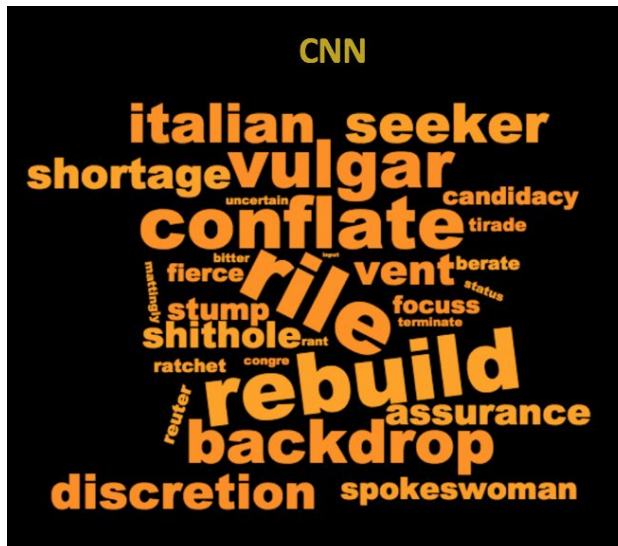 CNN
italian seeker
shortage vulgar
uncertain candidacy
conflate tirade
bitter input
mattingly fierce rile vent berate
status
stump focuss
terminate
shithole rant
ratchet congre
rebuild
reuter assurance
backdrop
discretion spokeswoman